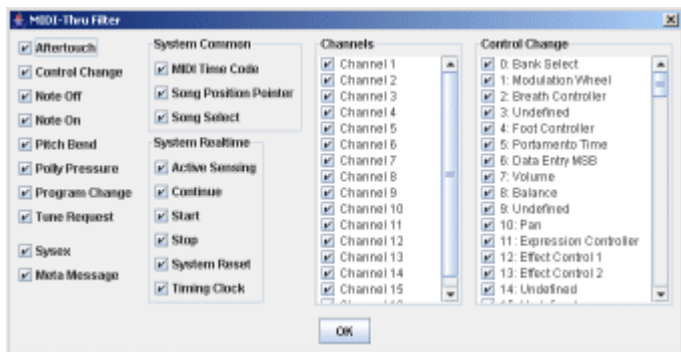 MIDI-Thru Filter
Aftertouch
Control Change
Note Off
Note On
Pitch Bend
Polly Pressure
Program Change
Tune Request
Sysex
Meta Message
System Common
MIDI Time Code
Song Position Pointer
Song Select
System Realtime
Active Sensing
Continue
Start
Stop
System Reset
Timing Clock
Channels
Channel 1
Channel 2
Channel 3
Channel 4
Channel 5
Channel 6
Channel 7
Channel 8
Channel 9
Channel 10
Channel 11
Channel 12
Channel 13
Channel 14
Channel 15
Control Change
0: Bank Select
1: Modulation Wheel
2: Breath Controller
3: Undefined
4: Foot Controller
5: Portamento Time
6: Data Entry MSB
7: Volume
8: Balance
9: Undefined
10: Pan
11: Expression Controller
12: Effect Control 1
13: Effect Control 2
14: Undefined
OK